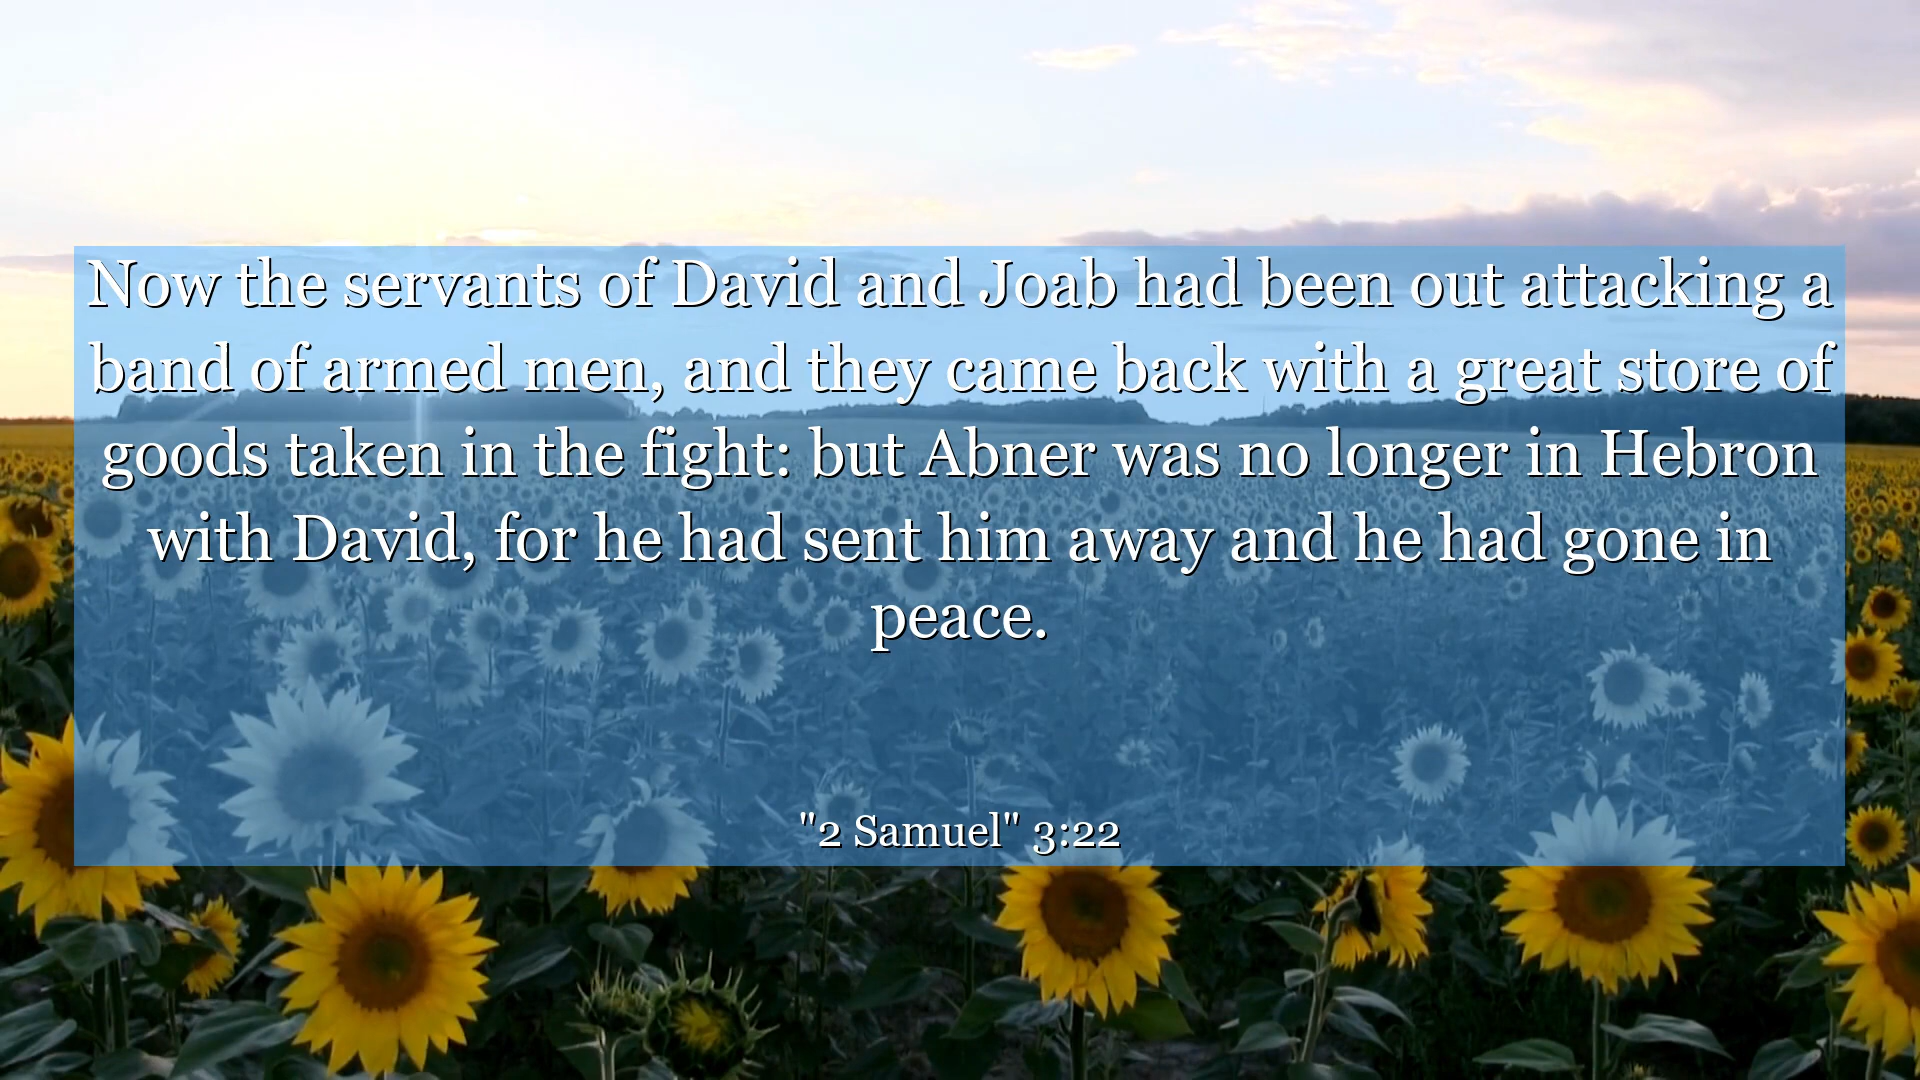 Now the servants of David and Joab had been out attacking a
band of armed men, and they came back with a great store of
goods taken in the fight: but Abner was no longer in Hebron
with David, for he had sent him away and he had gone in
peace.
"2 Samuel" 3:22